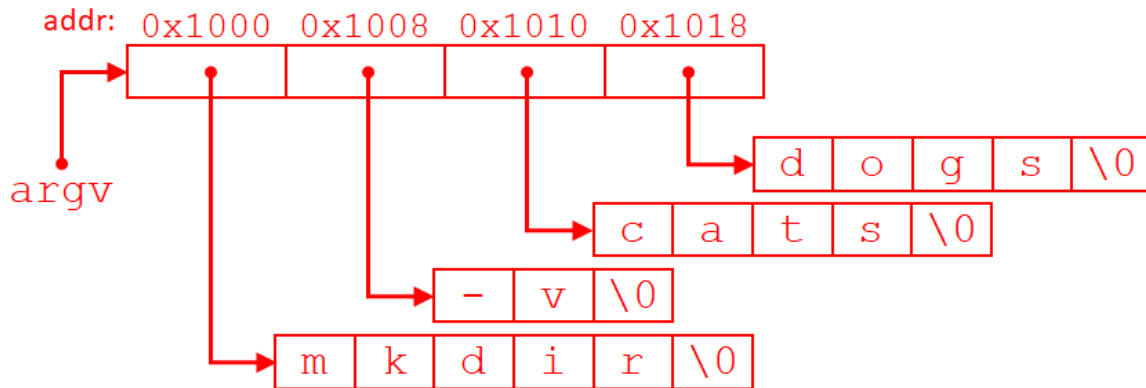 addr: 0x1000 0x1008 0x1010 0x1018
d o g s \0
argv
c a t s \0
- v \0
m k d i r \0